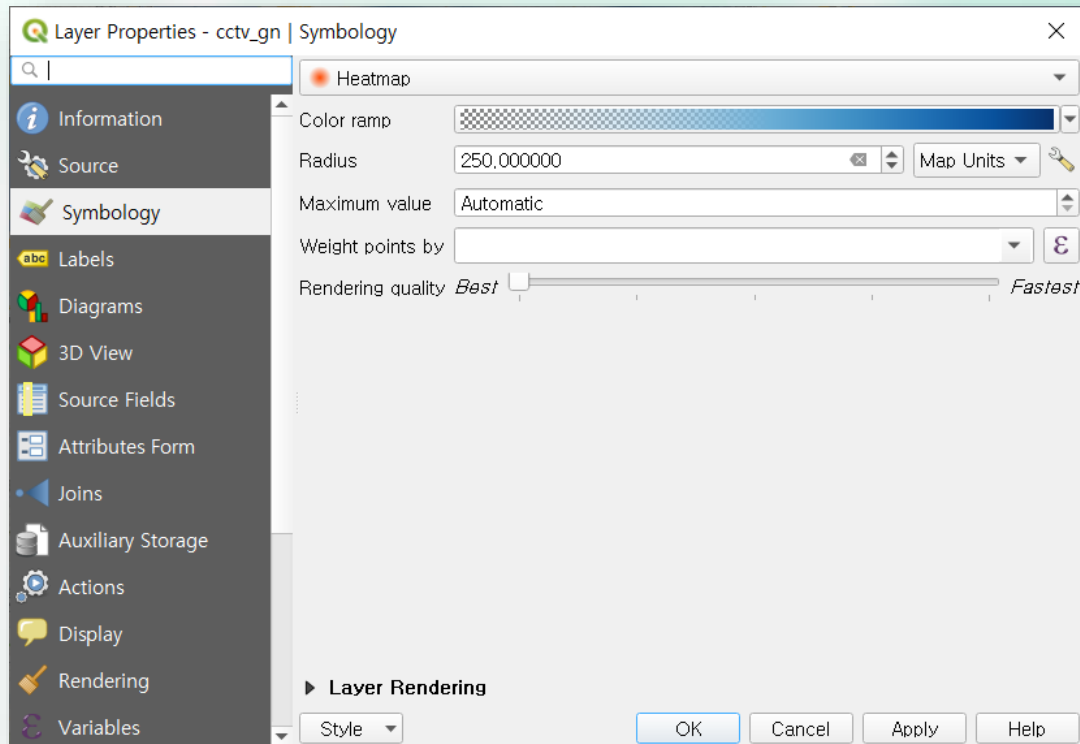 Layer Properties - cctv_gn | Symbology
Information
Source
Symbology
abc Labels
Diagrams
3D View
Source Fields
Attributes Form
Joins
Auxiliary Storage
Actions
Display
Rendering
Variables
Heatmap
Color ramp
Radius 250,000000 Map Units
Maximum value Automatic
Weight points by ε
Rendering quality Best Fastest
Layer Rendering
Style OK Cancel Apply Help